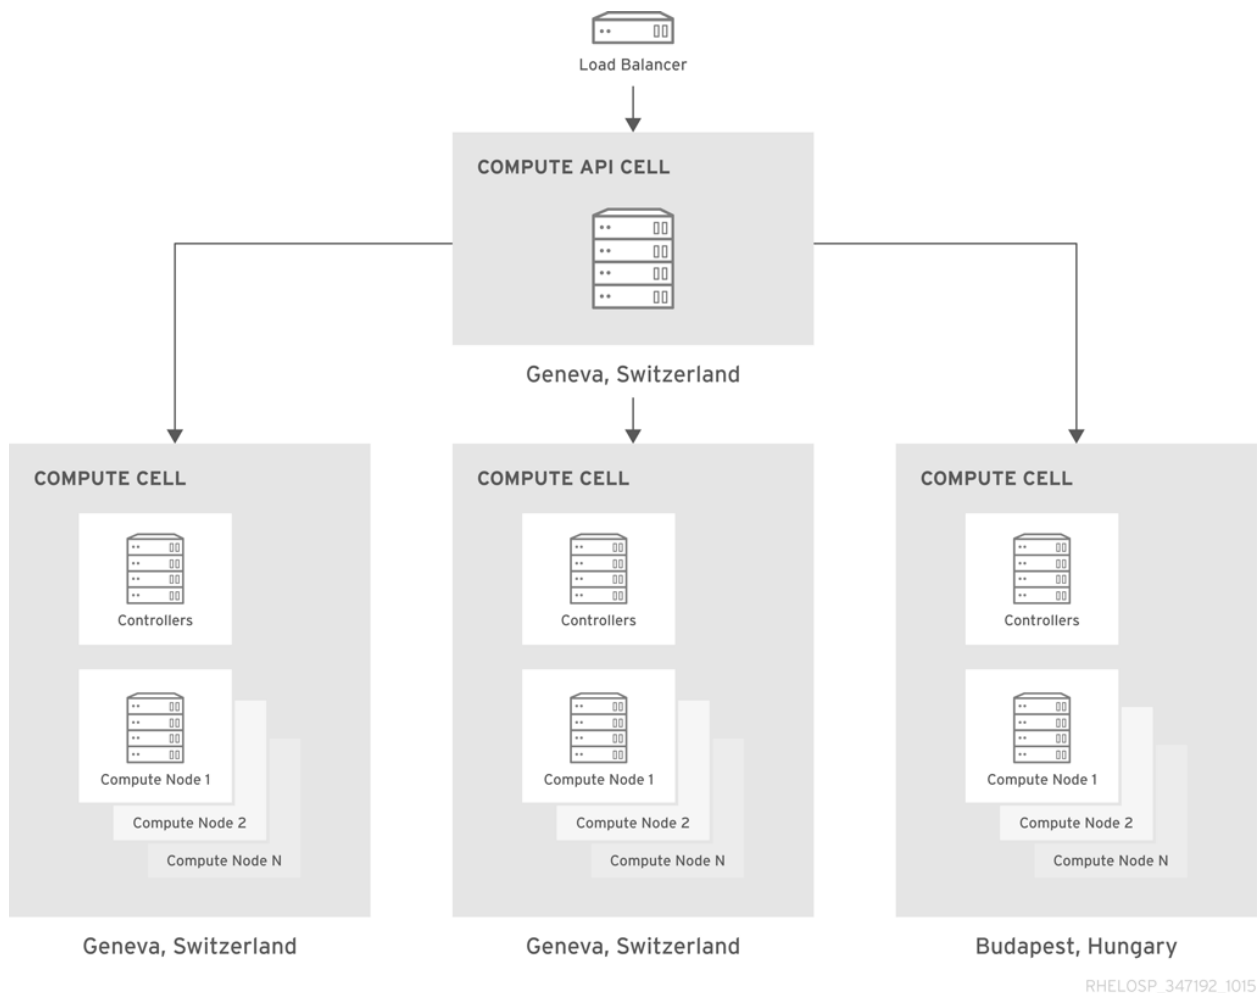 Load Balancer
COMPUTE API CELL
Geneva, Switzerland
COMPUTE CELL
Controllers
Compute Node 1
Compute Node 2
Compute Node N
Geneva, Switzerland
COMPUTE CELL
Controllers
Compute Node 1
Compute Node 2
Compute Node N
Geneva, Switzerland
COMPUTE CELL
Controllers
Compute Node 1
Compute Node 2
Compute Node N
Budapest, Hungary
RHELOSP_347192_1015